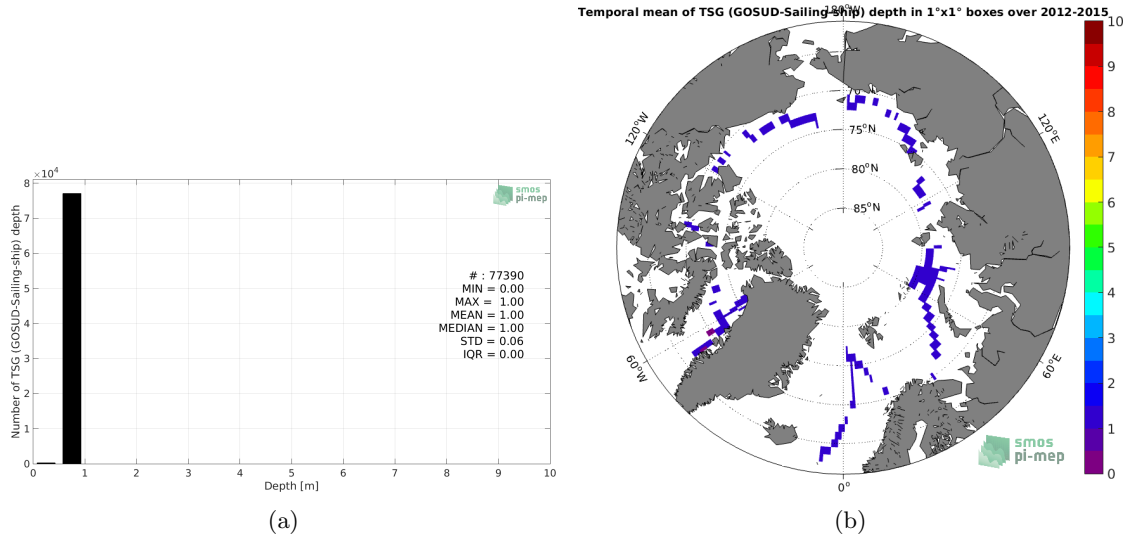 Temporal mean of TSG (GOSUD-Sailing-ship) depth in 1°x1° boxes over 2012-2015
180°W
120°W
120°E
75°N
80°N
85°N
60°W
60°E
0°
10
9
8
7
6
5
4
3
2
1
0
smos
pi-mep
×10⁴
8
7
6
5
4
3
2
1
0
Number of TSG (GOSUD-Sailing-ship) depth
smos
pi-mep
# : 77390
MIN = 0.00
MAX = 1.00
MEAN = 1.00
MEDIAN = 1.00
STD = 0.06
IQR = 0.00
0 1 2 3 4 5 6 7 8 9 10
Depth [m]
(a)
(b)